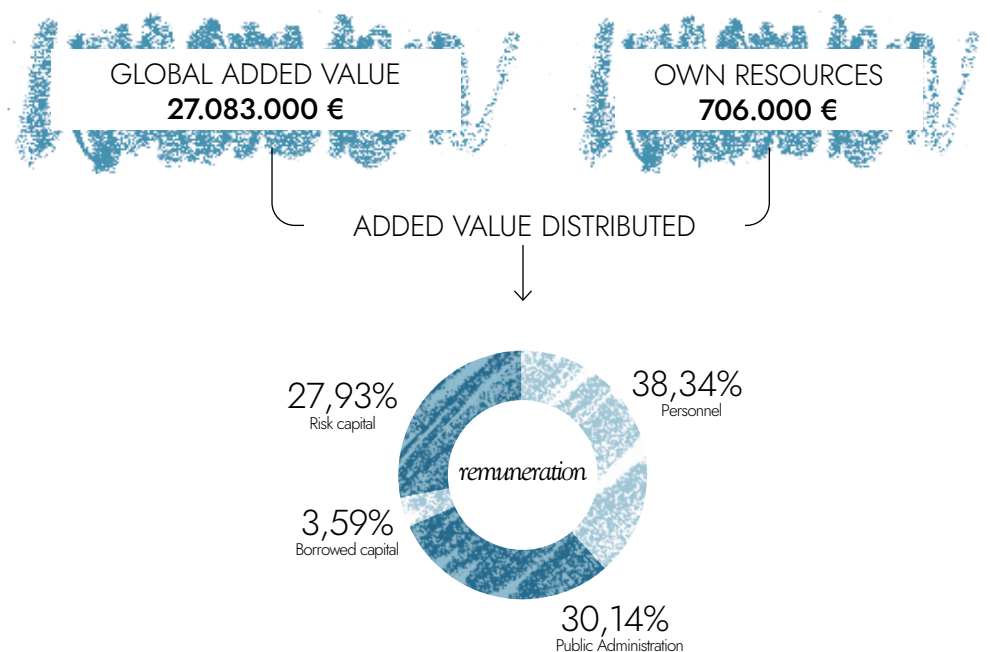 GLOBAL ADDED VALUE
27.083.000 €
OWN RESOURCES
706.000 €
ADDED VALUE DISTRIBUTED
27,93%
Risk capital
38,34%
Personnel
remuneration
3,59%
Borrowed capital
30,14%
Public Administration